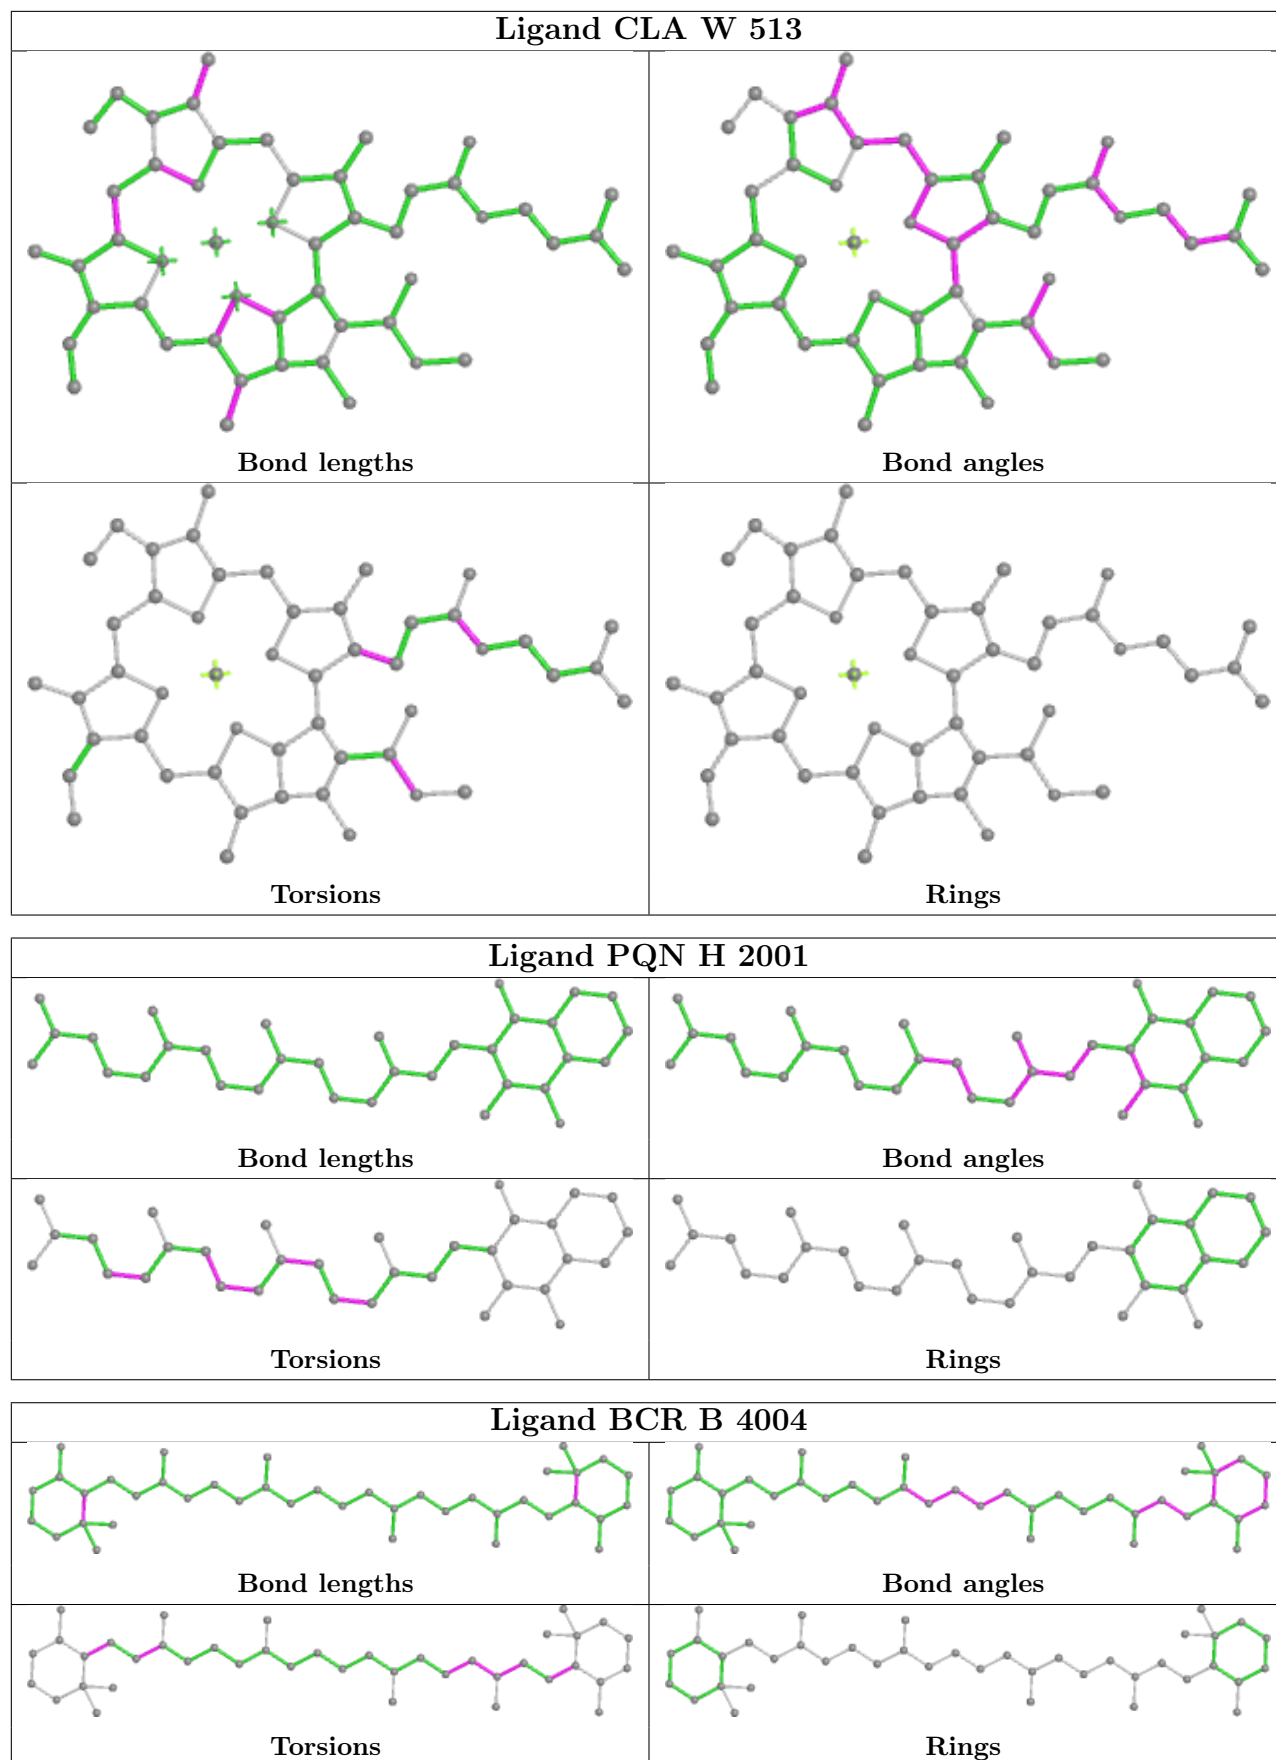 Ligand CLA W 513
Bond lengths
Bond angles
Torsions
Rings
Ligand PQN H 2001
Bond lengths
Bond angles
Torsions
Rings
Ligand BCR B 4004
Bond lengths
Bond angles
Torsions
Rings